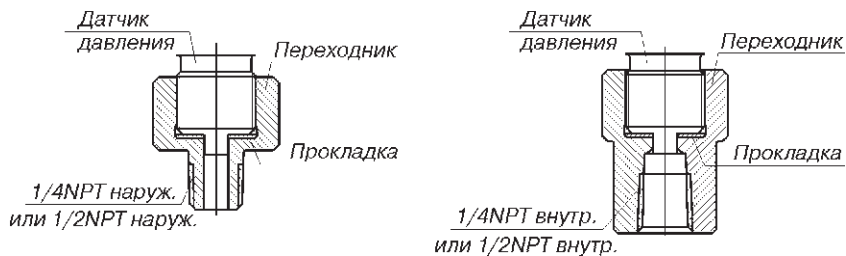 Датчик
давления
Переходник
Прокладка
1/4NPT наруж.
или 1/2NPT наруж.
Датчик
давления
Переходник
Прокладка
1/4NPT внутр.
или 1/2NPT внутр.